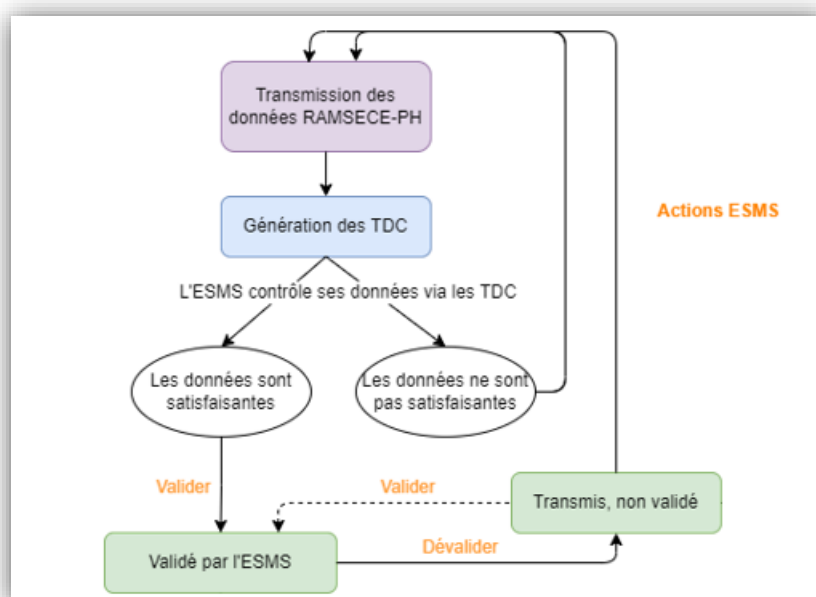 Transmission des
données RAMSECE-PH
Actions ESMS
Génération des TDC
L'ESMS contrôle ses données via les TDC
Les données sont
satisfaisantes
Les données ne sont
pas satisfaisantes
Valider
Valider
Transmis, non validé
Validé par l'ESMS
Dévalider